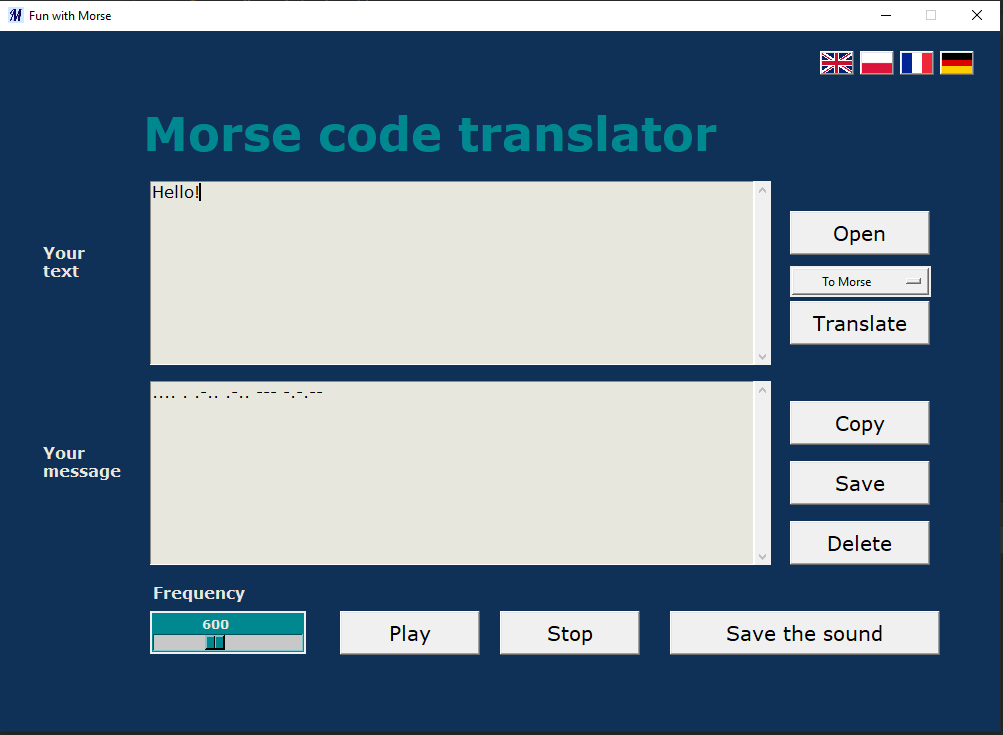 Fun with Morse
Morse code translator
Your
text
Hello!
Open
To Morse
Translate
Your
message
.... . .-.. .-.. --- -.-.--
Copy
Save
Delete
Frequency
600
Play
Stop
Save the sound